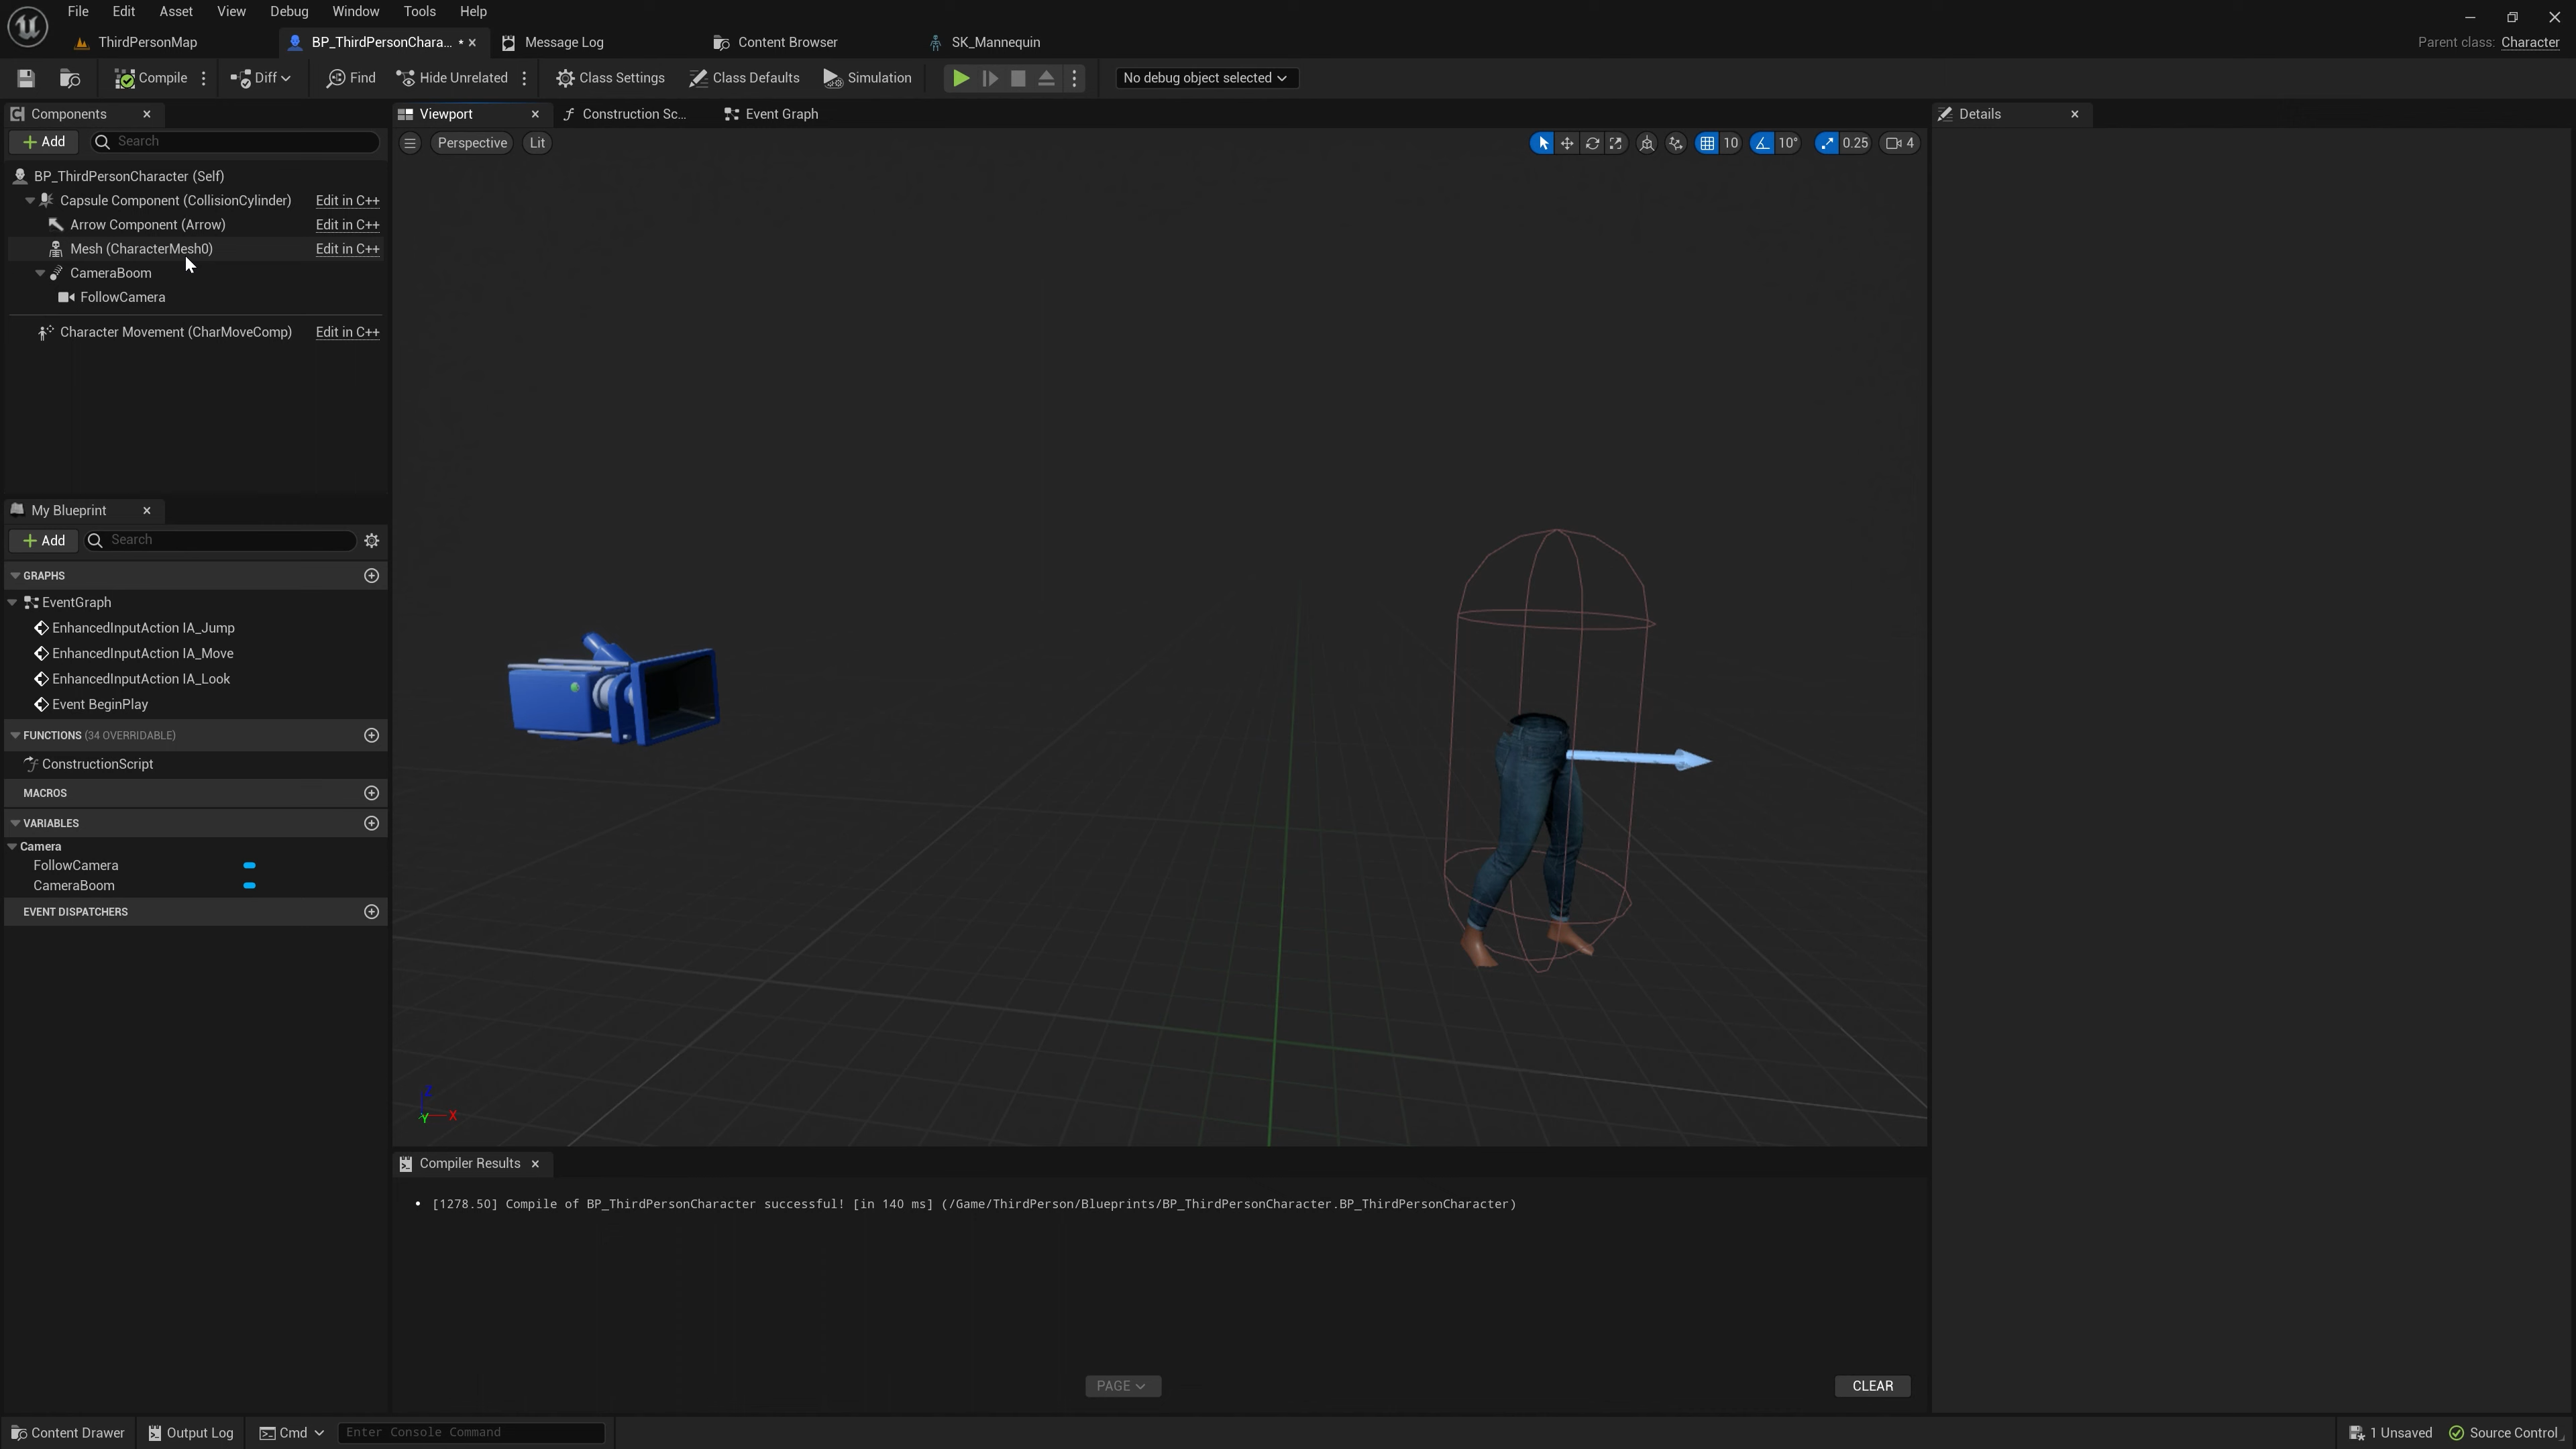 File Edit Asset View Debug Window Tools Help
ThirdPersonMap BP_ThirdPersonChara... * Message Log Content Browser SK_Mannequin Parent class: Character
Compile Diff Find Hide Unrelated Class Settings Class Defaults Simulation No debug object selected
Components Viewport Construction Sc... Event Graph Details
Add Search Perspective Lit 10 10° 0.25 4
BP_ThirdPersonCharacter (Self)
Capsule Component (CollisionCylinder) Edit in C++
Arrow Component (Arrow) Edit in C++
Mesh (CharacterMesh0) Edit in C++
CameraBoom
FollowCamera
Character Movement (CharMoveComp) Edit in C++
My Blueprint
Add Search
GRAPHS
EventGraph
EnhancedInputAction IA_Jump
EnhancedInputAction IA_Move
EnhancedInputAction IA_Look
Event BeginPlay
FUNCTIONS (34 OVERRIDABLE)
ConstructionScript
MACROS
VARIABLES
Camera
FollowCamera
CameraBoom
EVENT DISPATCHERS
Z
Y X
Compiler Results
• [1278.50] Compile of BP_ThirdPersonCharacter successful! [in 140 ms] (/Game/ThirdPerson/Blueprints/BP_ThirdPersonCharacter.BP_ThirdPersonCharacter)
PAGE CLEAR
Content Drawer Output Log Cmd Enter Console Command 1 Unsaved Source Control